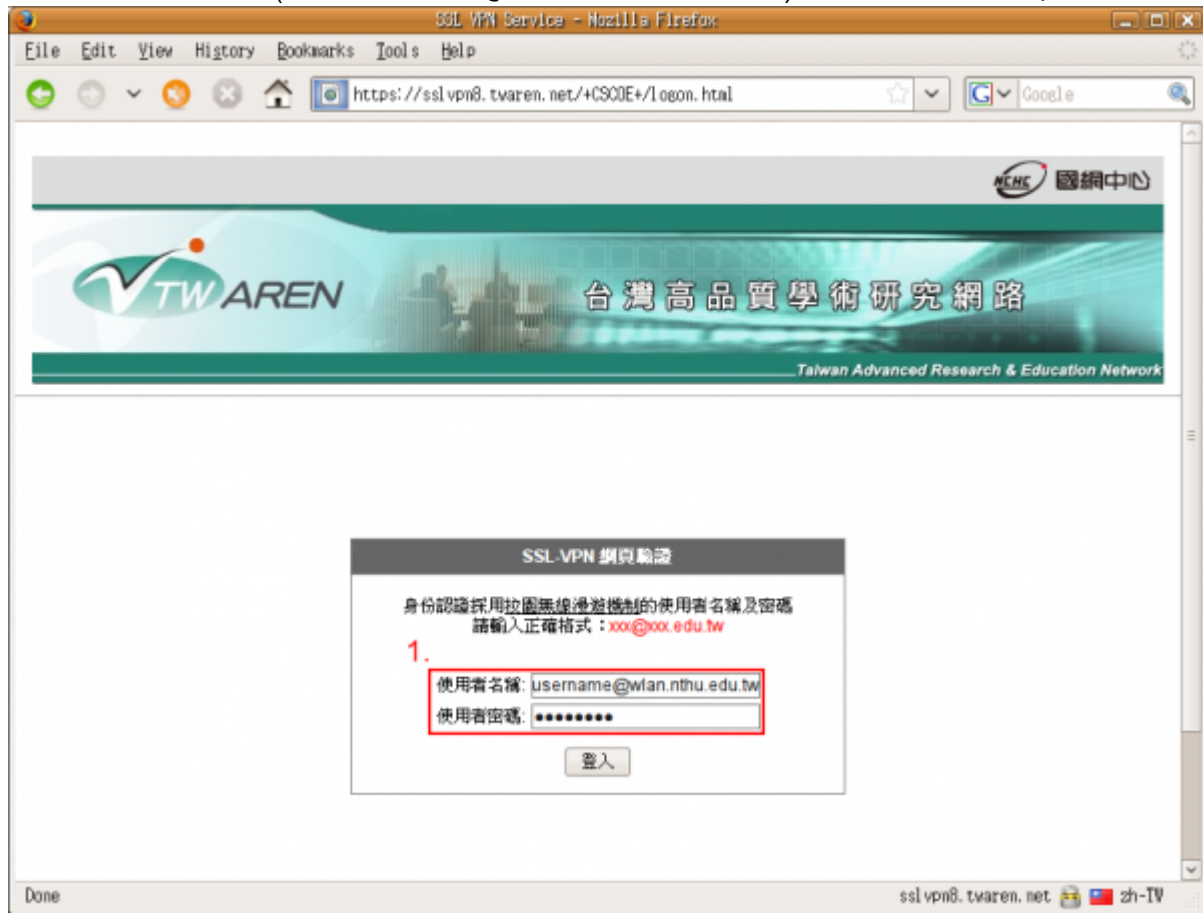 SSL VPN Service - Mozilla Firefox
File Edit View History Bookmarks Tools Help
https://sslvpn8.twaren.net/+CSCOE+/logon.html
Google
NCHC 國網中心
TWAREN
台灣高品質學術研究網路
Taiwan Advanced Research & Education Network
SSL-VPN 網頁驗證
身份認證採用校園無線漫遊機制的使用者名稱及密碼
請輸入正確格式：xxx@xxx.edu.tw
1.
使用者名稱: username@wlan.nthu.edu.tw
使用者密碼: ●●●●●●●●
登入
Done
sslvpn8.twaren.net zh-TW